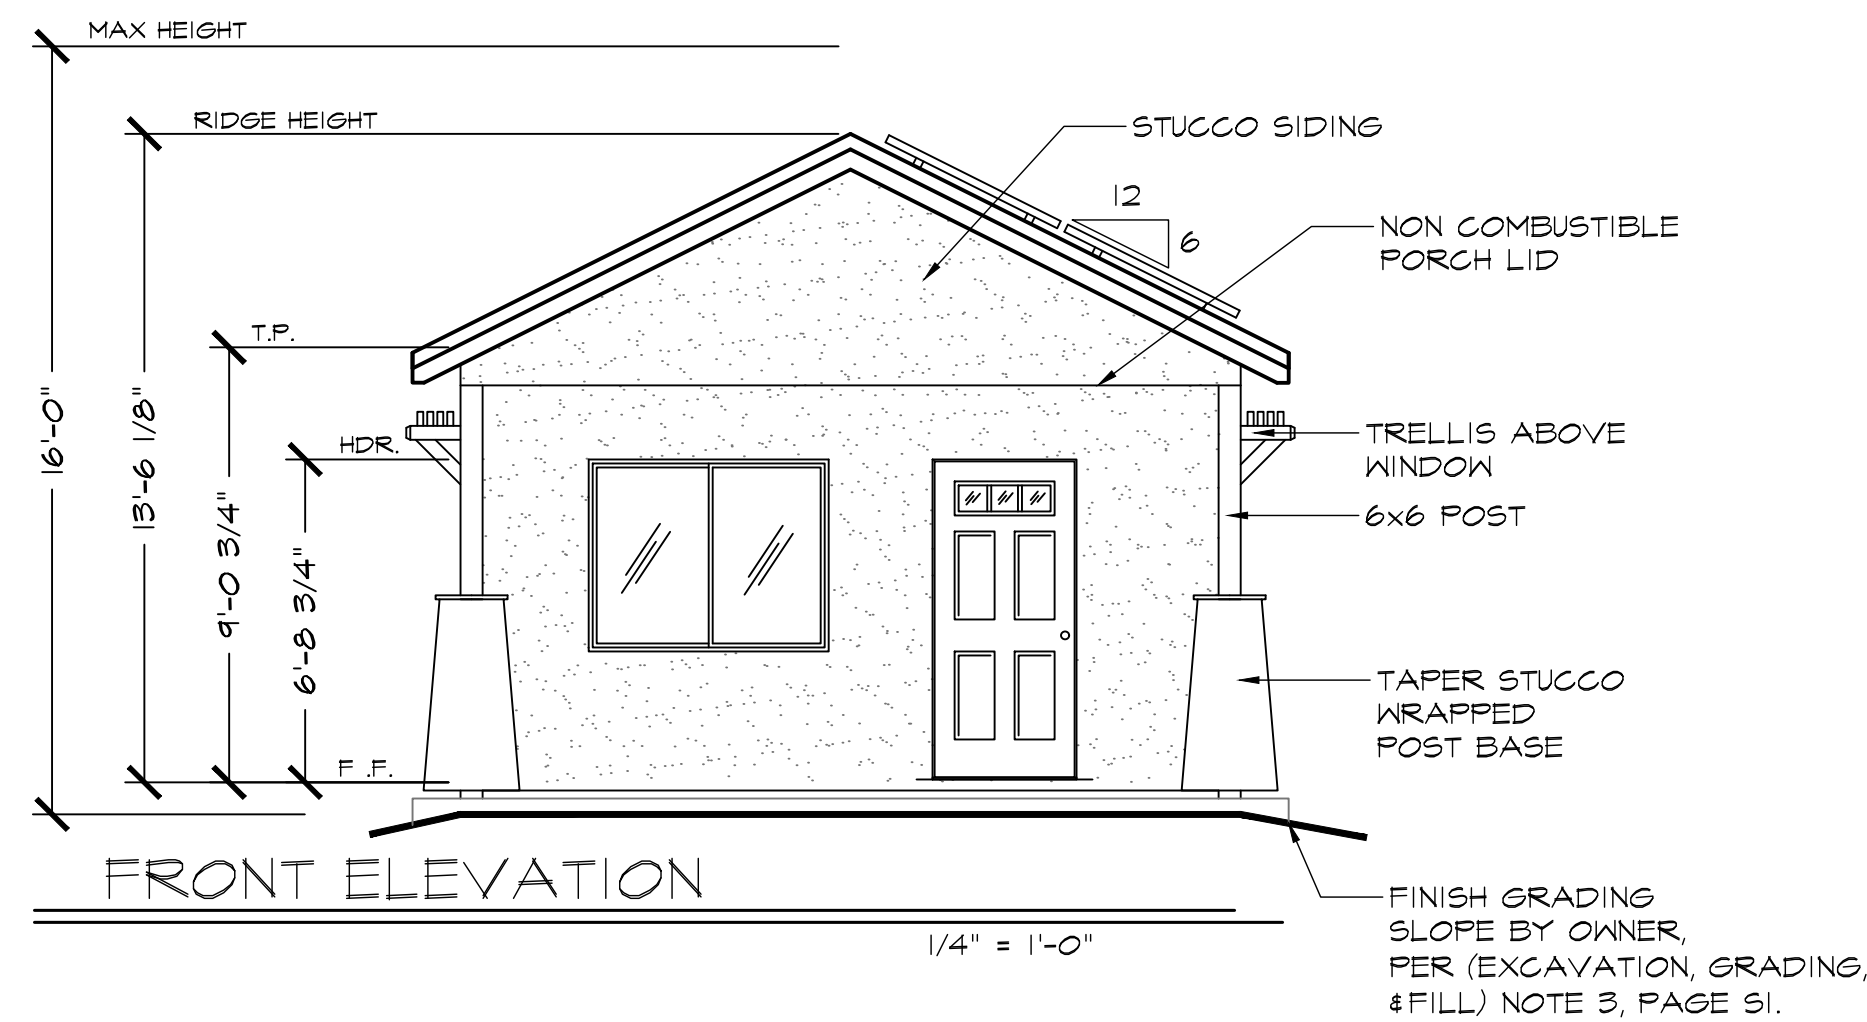 MAX HEIGHT
RIDGE HEIGHT
STUCCO SIDING
12
6
NON COMBUSTIBLE
PORCH LID
T.P.
16'-0"
13'-6 1/8"
HDR.
TRELLIS ABOVE
WINDOW
6x6 POST
9'-0 3/4"
6'-8 3/4"
TAPER STUCCO
WRAPPED
POST BASE
F .F.
FRONT ELEVATION
1/4" = 1'-0"
FINISH GRADING
SLOPE BY OWNER,
PER (EXCAVATION, GRADING,
& FILL) NOTE 3, PAGE S1.